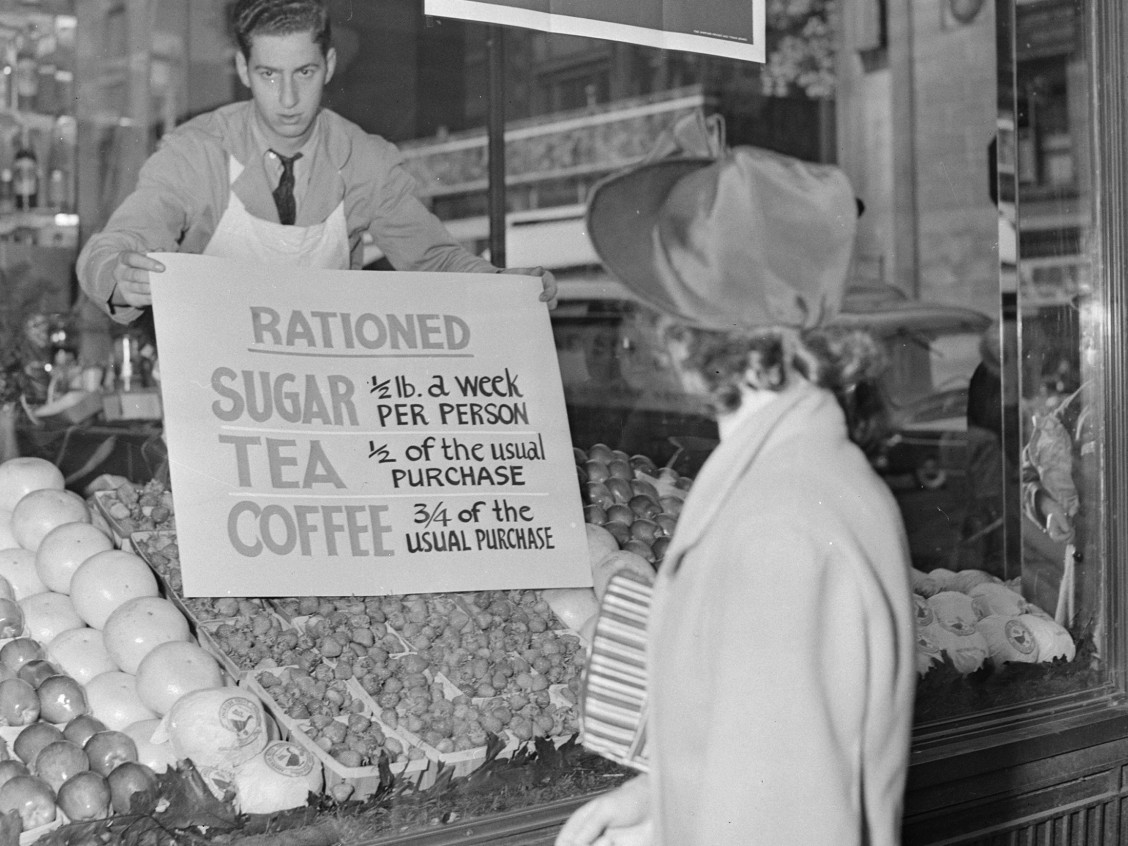 RATIONED
SUGAR ½ lb. a week
PER PERSON
TEA ½ of the usual
PURCHASE
COFFEE 3/4 of the
USUAL PURCHASE